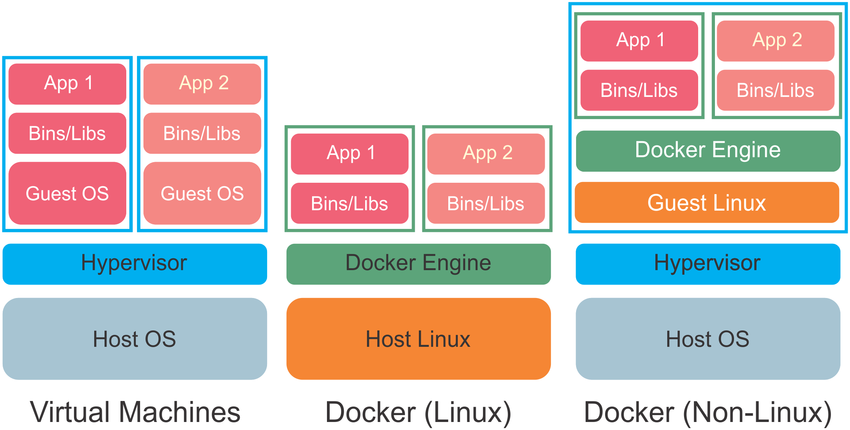 App 1
App 2
Bins/Libs
Bins/Libs
Guest OS
Guest OS
Hypervisor
Host OS
Virtual Machines
App 1
App 2
Bins/Libs
Bins/Libs
Docker Engine
Host Linux
Docker (Linux)
App 1
App 2
Bins/Libs
Bins/Libs
Docker Engine
Guest Linux
Hypervisor
Host OS
Docker (Non-Linux)